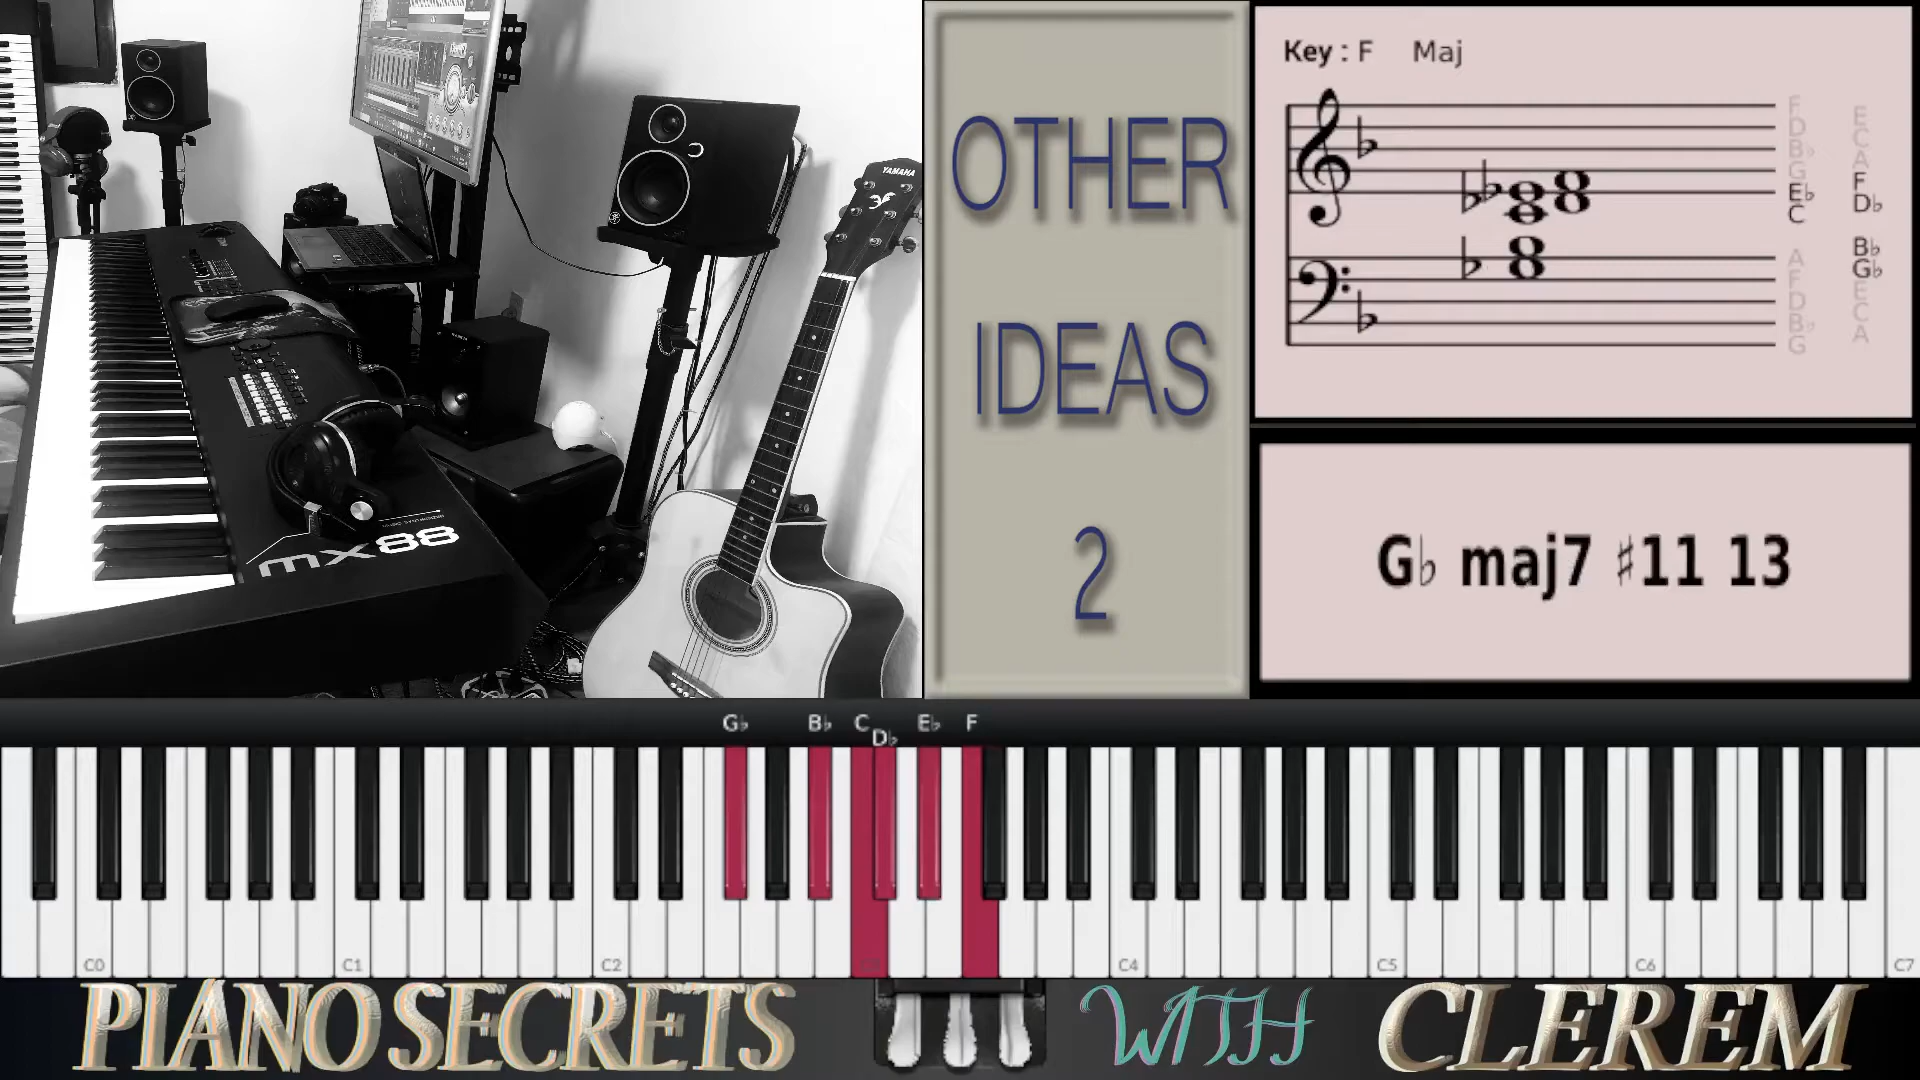 YAMAHA
mx88
OTHER
IDEAS
2
Key : F Maj
F
D
B♭
G
E♭
C
A
F
D
B♭
G
E
C
A
F
D♭
B♭
G♭
E
C
A
G♭ maj7 ♯11 13
G♭ B♭ C D♭ E♭ F
C0 C1 C2 C4 C5 C6 C7
PIANO SECRETS WITH CLEREM